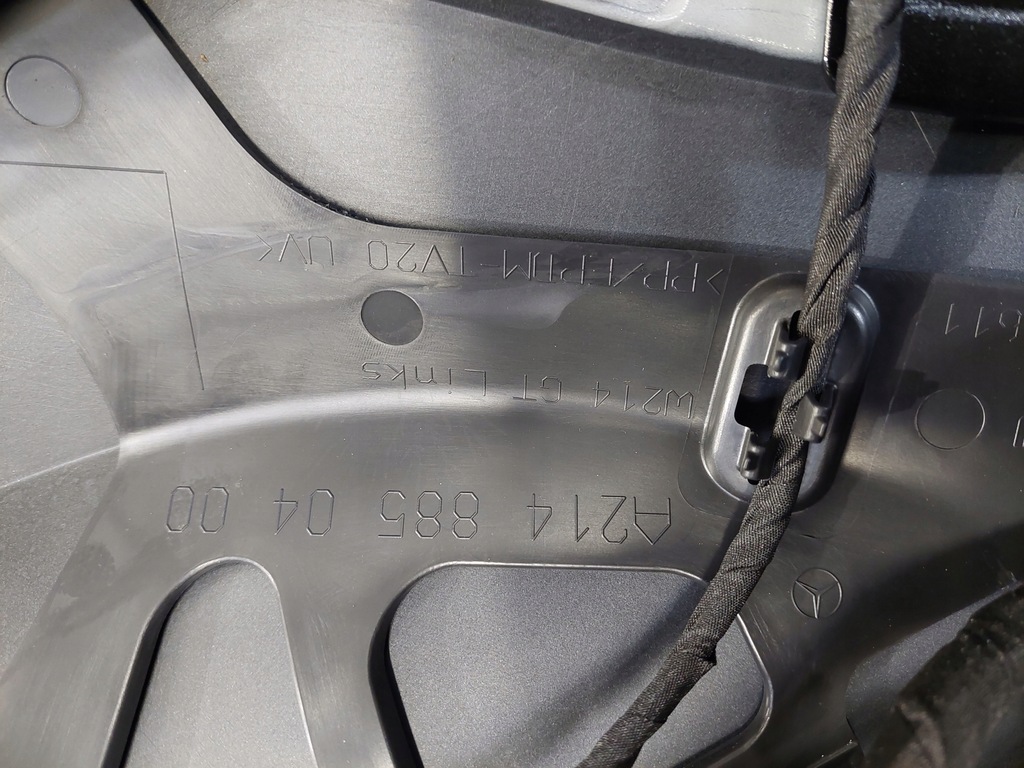 A214 885 04 00
W214 GT Links
>PP/EPDM-TV20 UV<